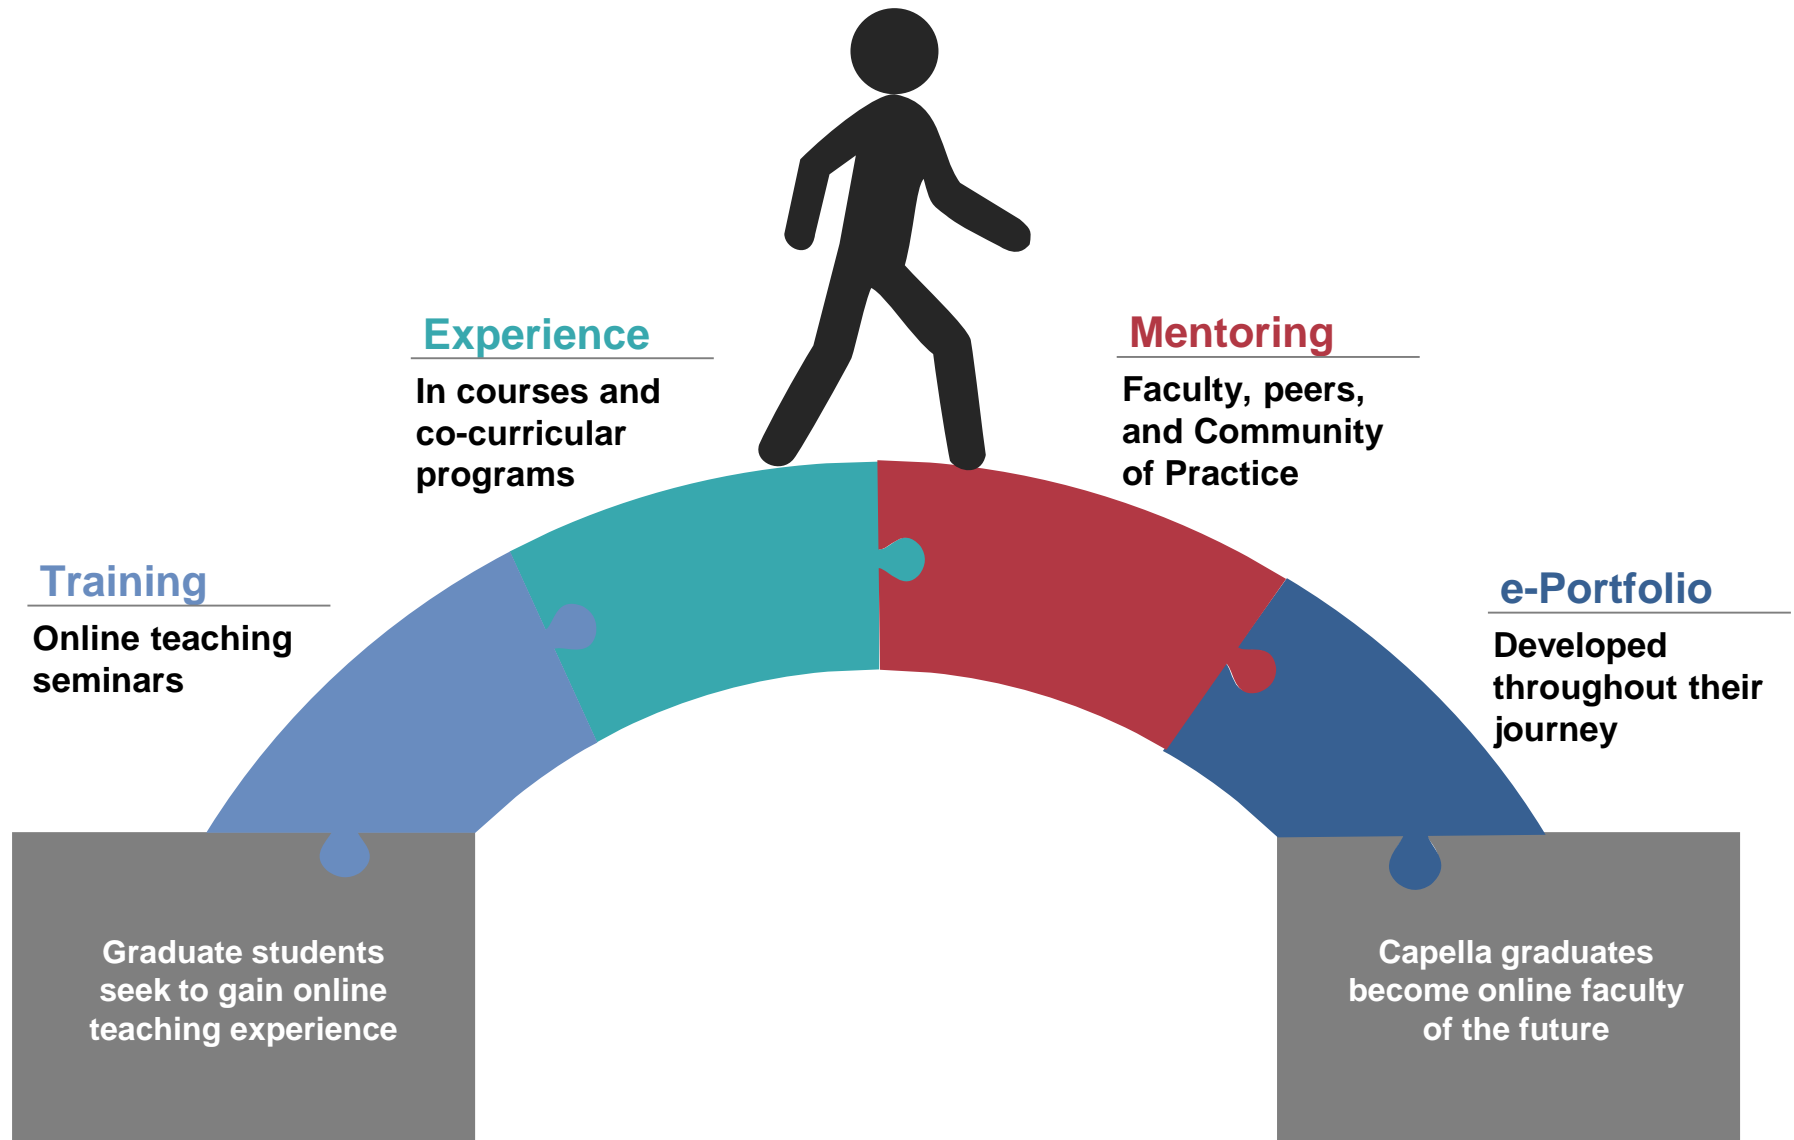 Experience
In courses and
co-curricular
programs
Mentoring
Faculty, peers,
and Community
of Practice
Training
Online teaching
seminars
e-Portfolio
Developed
throughout their
journey
Graduate students
seek to gain online
teaching experience
Capella graduates
become online faculty
of the future